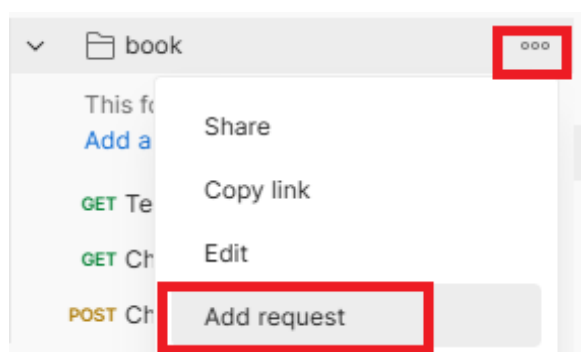 book
This fo
Share
Add a
Copy link
GET Te
Edit
GET Ch
POST Ch
Add request